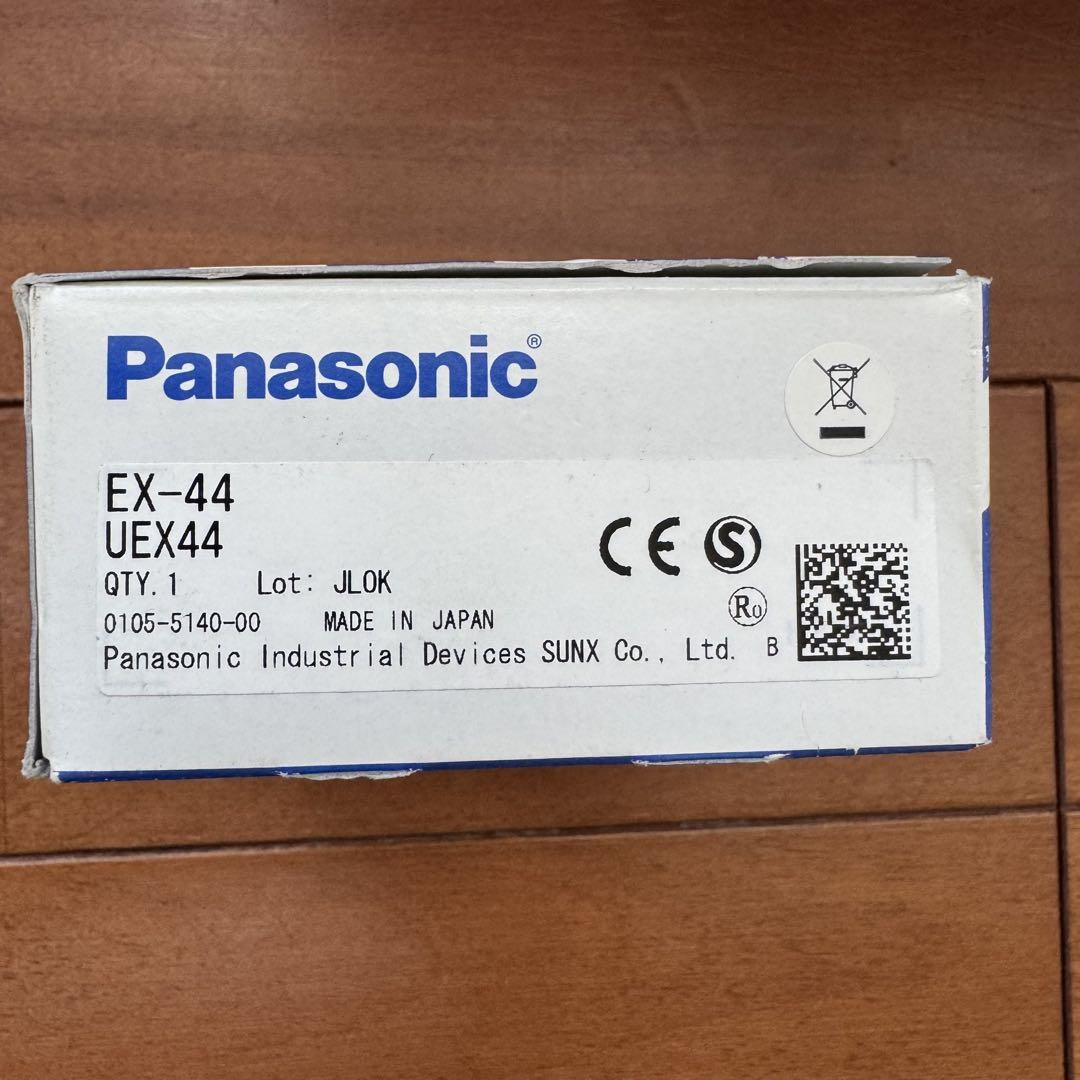 Panasonic®
EX-44
UEX44
QTY. 1 Lot: JLOK
0105-5140-00 MADE IN JAPAN
Panasonic Industrial Devices SUNX Co., Ltd. B
CE S
R0